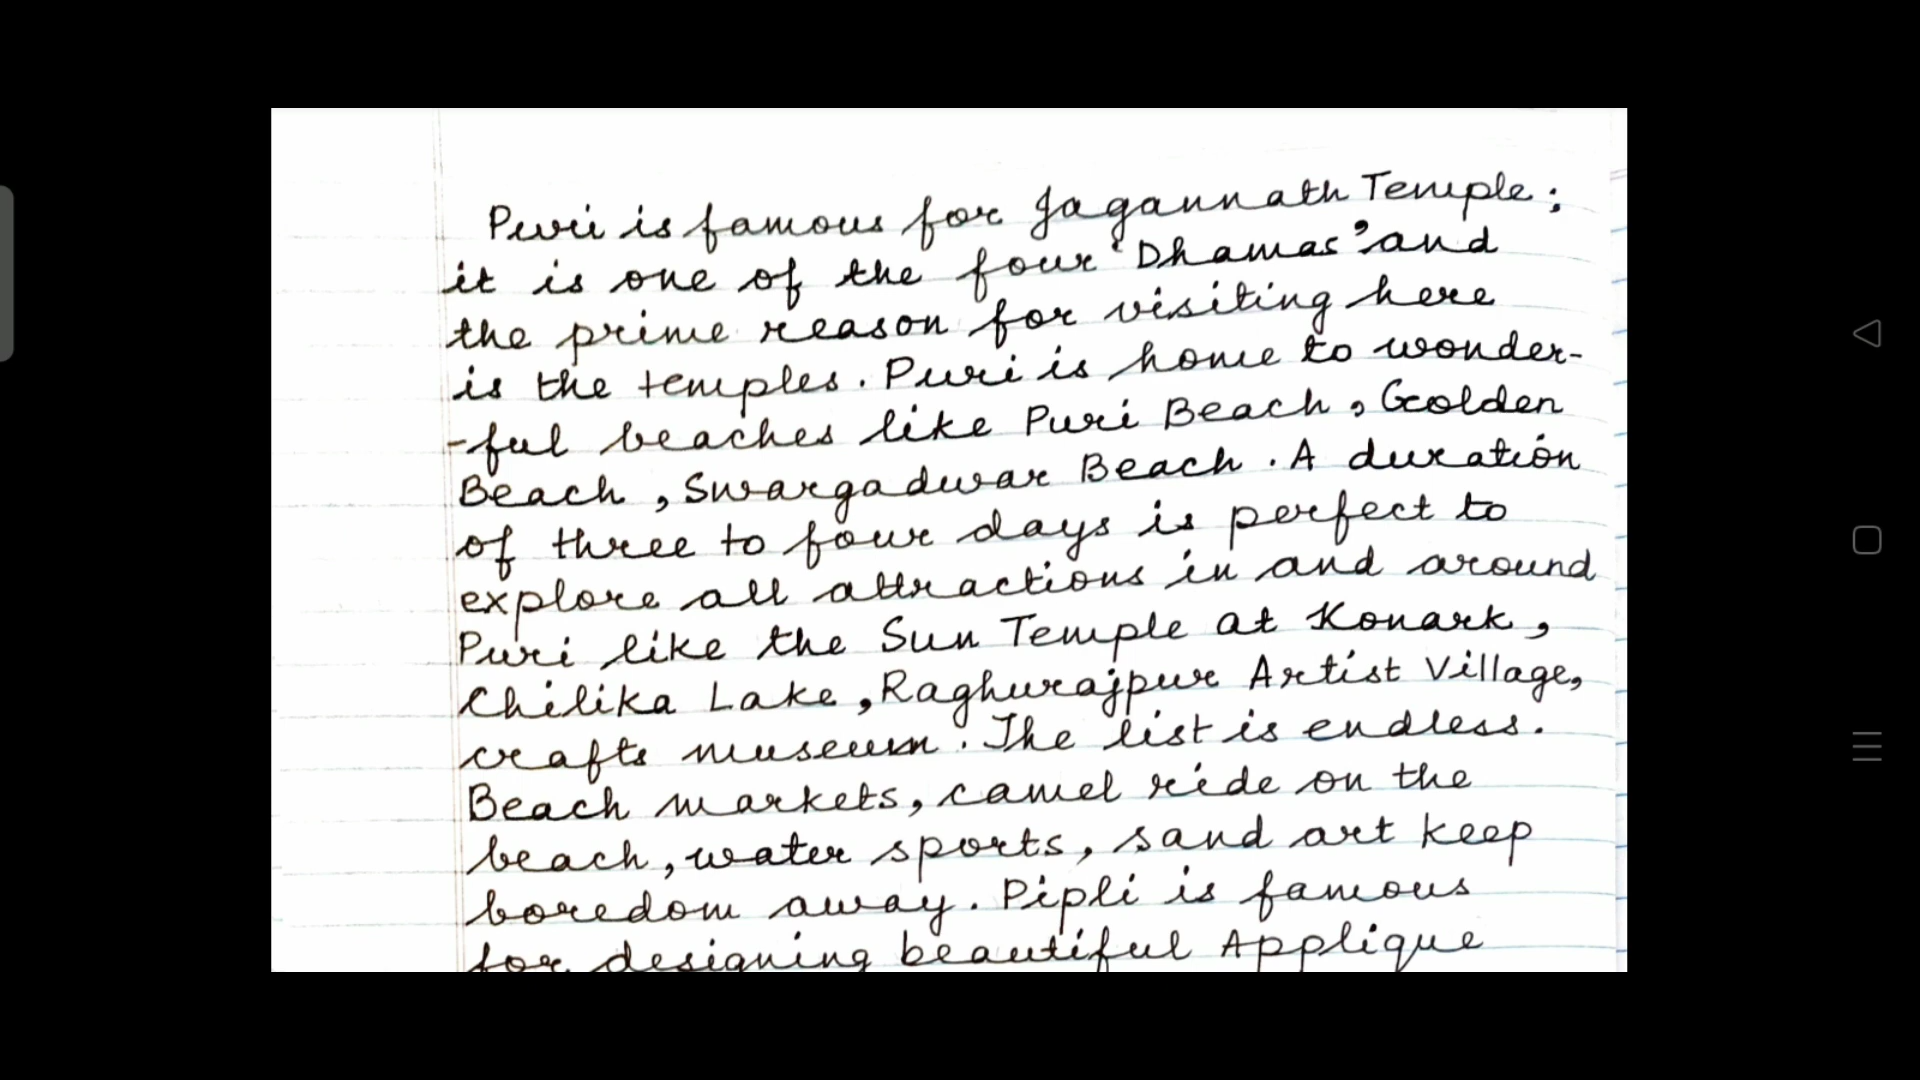 Puri is famous for Jagannath Temple;
it is one of the four 'Dhamas' and
the prime reason for visiting here
is the temples. Puri is home to wonder-
-ful beaches like Puri Beach, Golden
Beach, Swargadwar Beach. A duration
of three to four days is perfect to
explore all attractions in and around
Puri like the Sun Temple at Konark,
Chilika Lake, Raghurajpur Artist Village,
crafts museum. The list is endless.
Beach markets, camel ride on the
beach, water sports, sand art keep
boredom away. Pipli is famous
for designing beautiful Applique